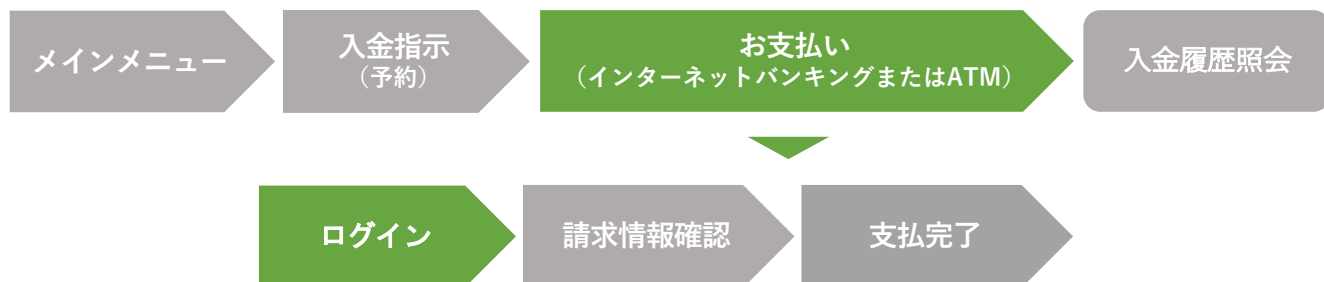 メインメニュー
入金指示
（予約）
お支払い
（インターネットバンキングまたはATM）
入金履歴照会
ログイン
請求情報確認
支払完了